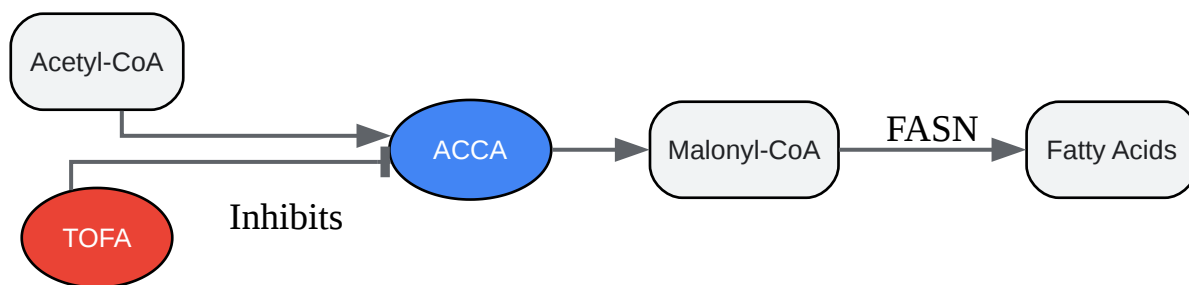 Acetyl-CoA
ACCA
Malonyl-CoA
FASN
Fatty Acids
Inhibits
TOFA